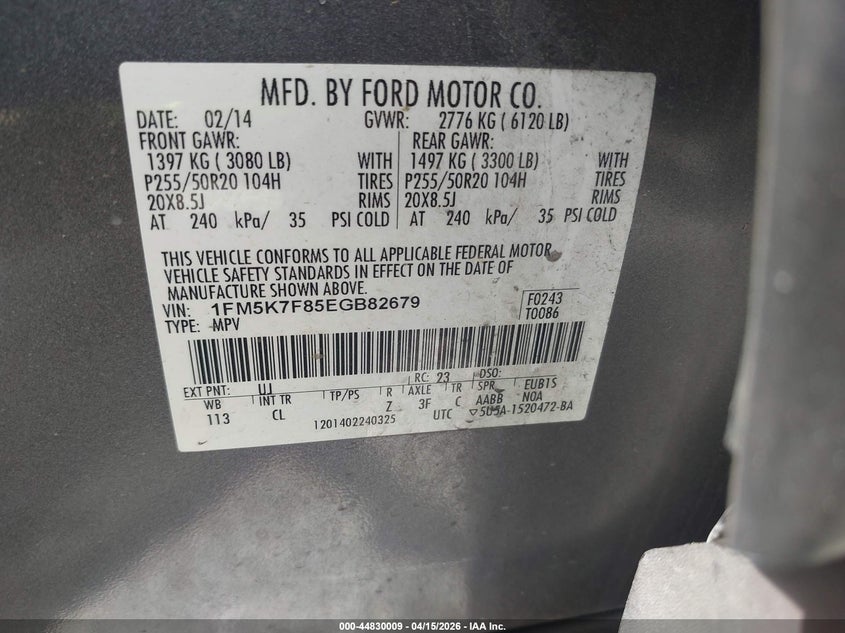 MFD. BY FORD MOTOR CO.
DATE: 02/14 GVWR: 2776 KG ( 6120 LB)
FRONT GAWR: REAR GAWR:
1397 KG ( 3080 LB) WITH 1497 KG ( 3300 LB) WITH
P255/50R20 104H TIRES P255/50R20 104H TIRES
20X8.5J RIMS 20X8.5J RIMS
AT 240 kPa/ 35 PSI COLD AT 240 kPa/ 35 PSI COLD
THIS VEHICLE CONFORMS TO ALL APPLICABLE FEDERAL MOTOR
VEHICLE SAFETY STANDARDS IN EFFECT ON THE DATE OF
MANUFACTURE SHOWN ABOVE.
VIN: 1FM5K7F85EGB82679 F0243
TYPE: MPV T0086
EXT PNT: UJ RC: 23 DSO:
WB INT TR TP/PS R AXLE TR SPR EUB1S
113 CL Z 3F C AABB NOA
1201402240325 UTC ▽5U5A-1520472-BA
000-44830009 - 04/15/2026 - IAA Inc.